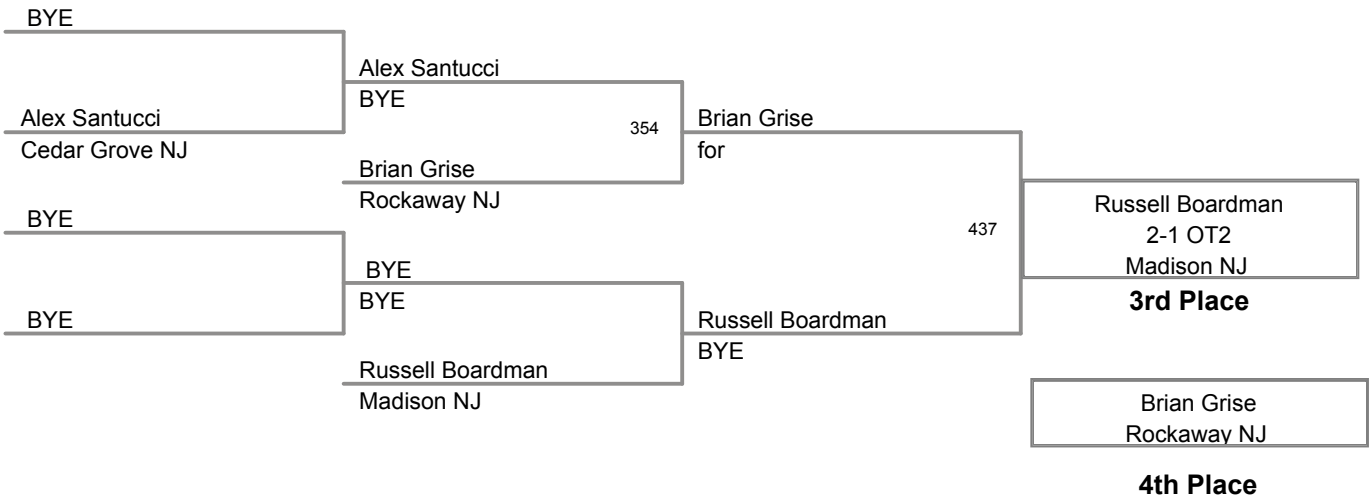 BYE
Alex Santucci
BYE
Alex Santucci
Cedar Grove NJ
354
Brian Grise
for
Brian Grise
Rockaway NJ
BYE
437
Russell Boardman
2-1 OT2
Madison NJ
3rd Place
BYE
BYE
BYE
Russell Boardman
BYE
Russell Boardman
Madison NJ
Brian Grise
Rockaway NJ
4th Place